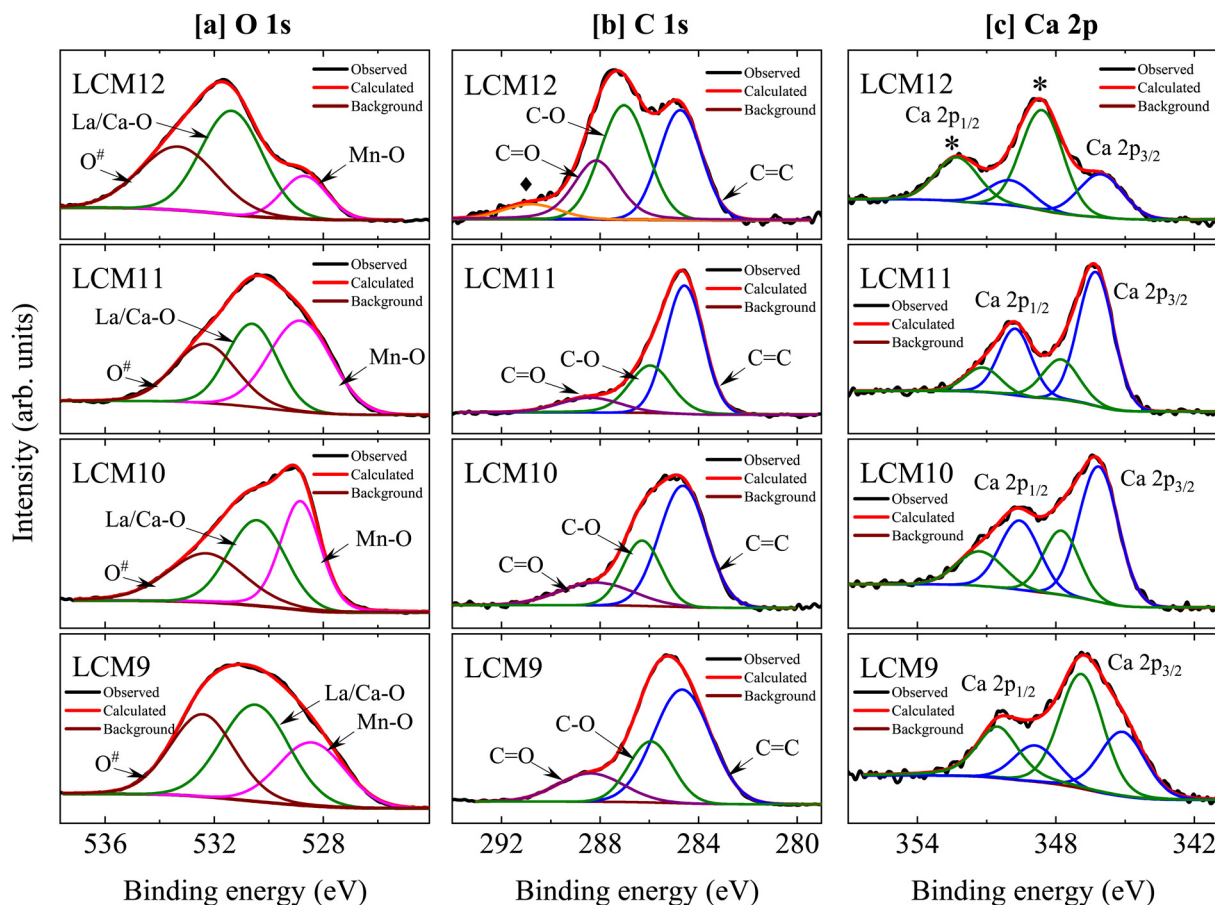 [a] O 1s
[b] C 1s
[c] Ca 2p
Intensity (arb. units)
LCM12
Observed
Calculated
Background
La/Ca-O
O#
Mn-O
LCM12
Observed
Calculated
Background
C-O
C=O
♦
C=C
LCM12
Observed
Calculated
Background
*
Ca 2p1/2
*
Ca 2p3/2
LCM11
Observed
Calculated
Background
La/Ca-O
O#
Mn-O
LCM11
Observed
Calculated
Background
C-O
C=O
C=C
LCM11
Observed
Calculated
Background
Ca 2p1/2
Ca 2p3/2
LCM10
Observed
Calculated
Background
La/Ca-O
O#
Mn-O
LCM10
Observed
Calculated
Background
C-O
C=O
C=C
LCM10
Observed
Calculated
Background
Ca 2p1/2
Ca 2p3/2
LCM9
Observed
Calculated
Background
La/Ca-O
Mn-O
O#
LCM9
Observed
Calculated
Background
C-O
C=O
C=C
LCM9
Observed
Calculated
Background
Ca 2p1/2
Ca 2p3/2
536 532 528
292 288 284 280
354 348 342
Binding energy (eV)
Binding energy (eV)
Binding energy (eV)